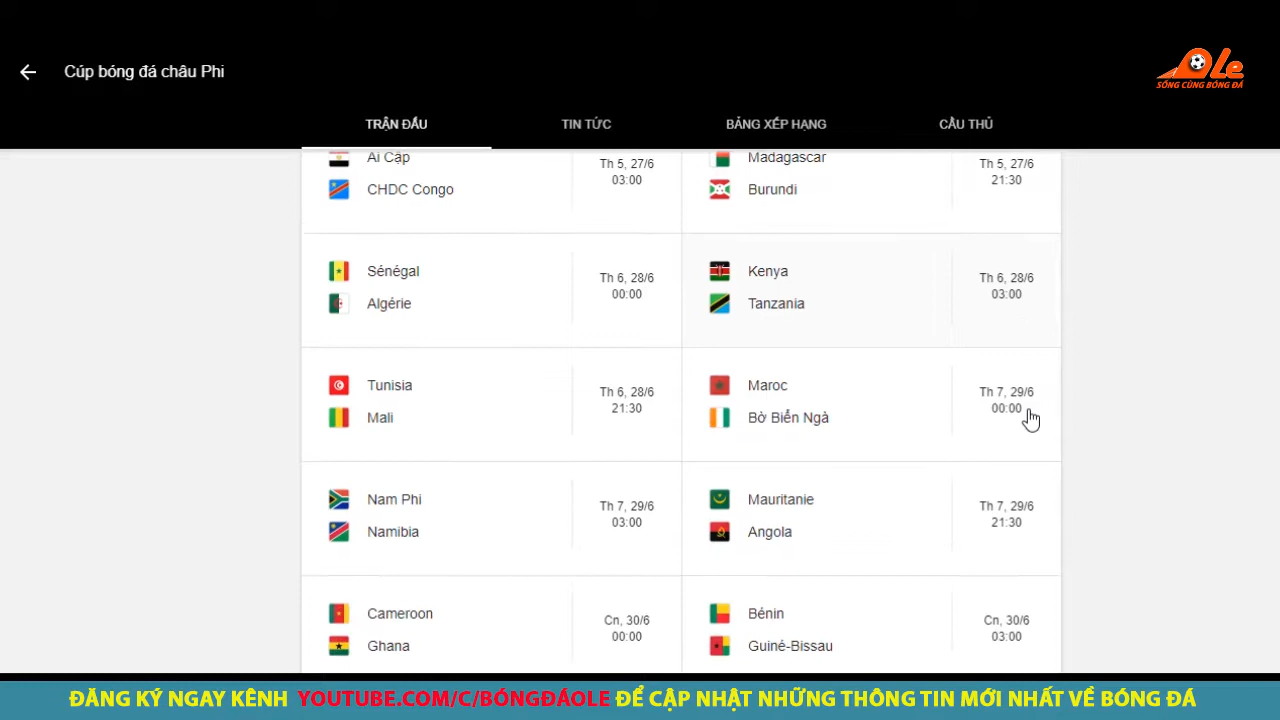 Cúp bóng đá châu Phi
Ole
SỐNG CÙNG BÓNG ĐÁ
TRẬN ĐẤU
TIN TỨC
BẢNG XẾP HẠNG
CẦU THỦ
Ai Cập
CHDC Congo
Th 5, 27/6
03:00
Madagascar
Burundi
Th 5, 27/6
21:30
Sénégal
Algérie
Th 6, 28/6
00:00
Kenya
Tanzania
Th 6, 28/6
03:00
Tunisia
Mali
Th 6, 28/6
21:30
Maroc
Bờ Biển Ngà
Th 7, 29/6
00:00
Nam Phi
Namibia
Th 7, 29/6
03:00
Mauritanie
Angola
Th 7, 29/6
21:30
Cameroon
Ghana
Cn, 30/6
00:00
Bénin
Guiné-Bissau
Cn, 30/6
03:00
ĐĂNG KÝ NGAY KÊNH YOUTUBE.COM/C/BÓNGĐÁOLE ĐỂ CẬP NHẬT NHỮNG THÔNG TIN MỚI NHẤT VỀ BÓNG ĐÁ